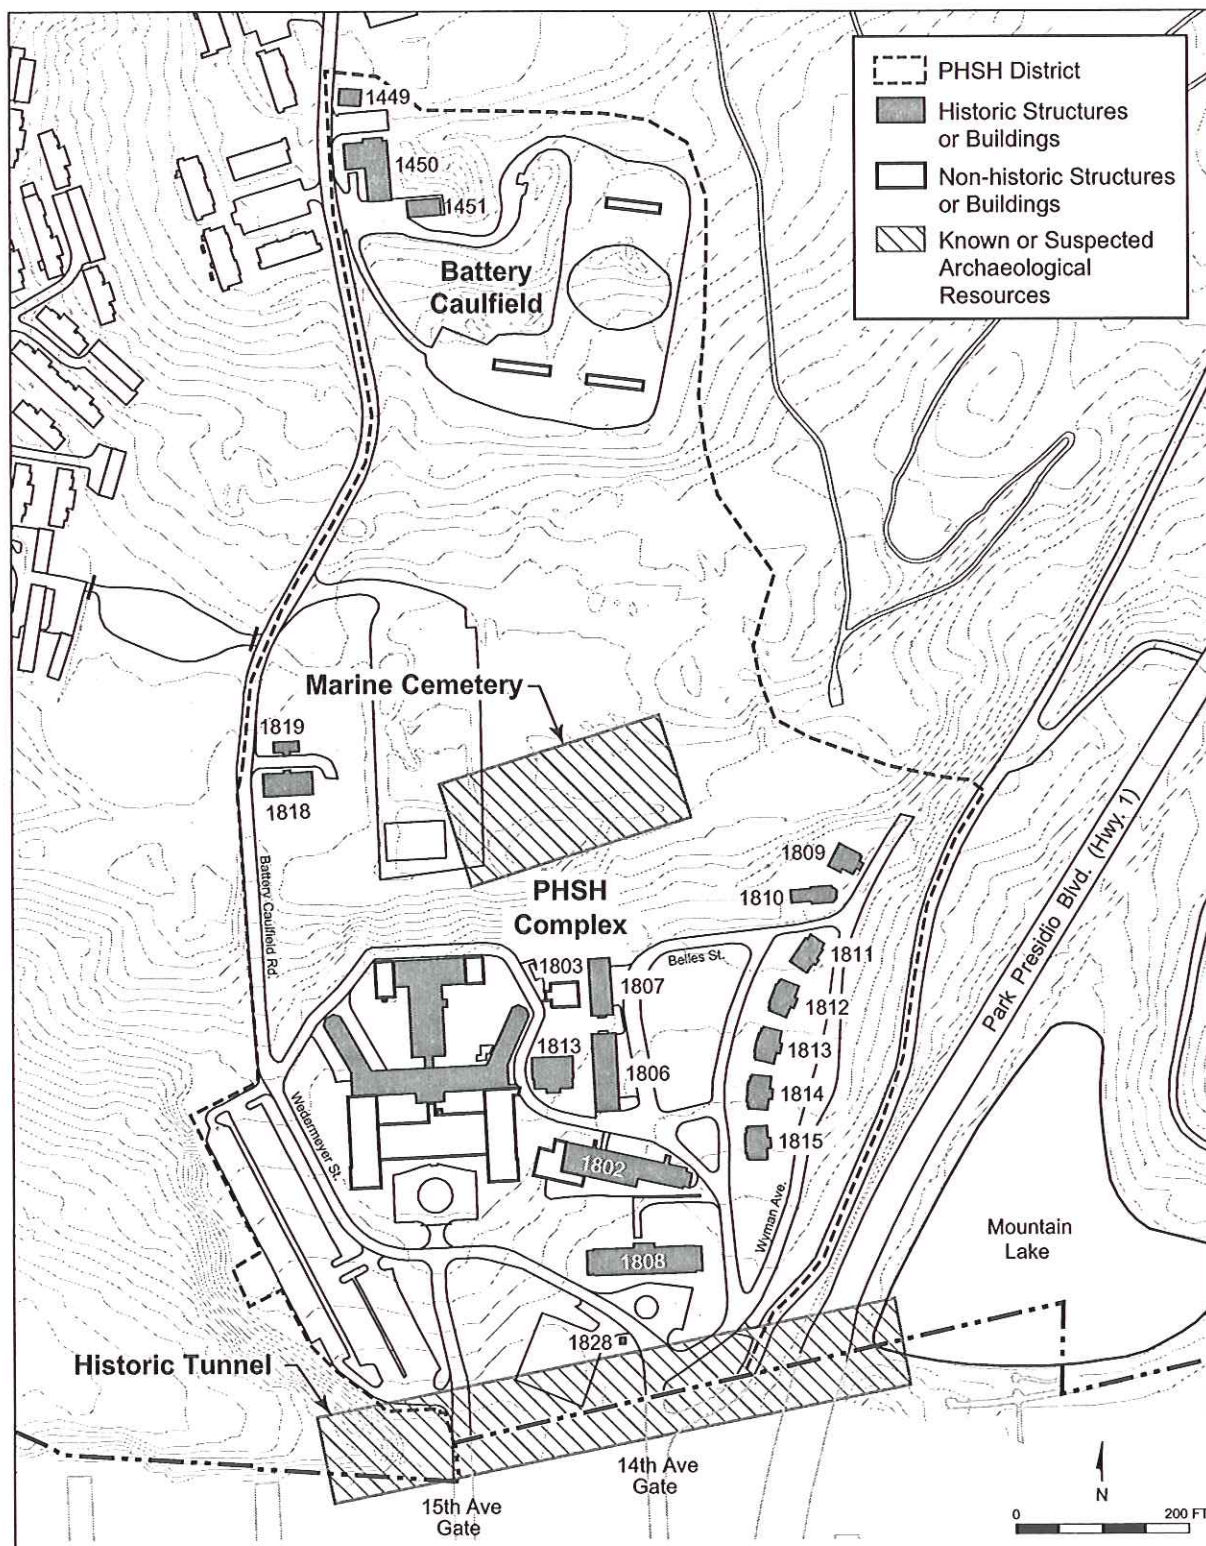 PHSH District
Historic Structures
or Buildings
Non-historic Structures
or Buildings
Known or Suspected
Archaeological
Resources
1449
1450
1451
Battery
Caulfield
Marine Cemetery
1819
1818
Battery Caulfield Rd.
PHSH
Complex
1809
1810
Belles St.
1811
1803
1807
1812
1813
1813
1806
1814
1815
1802
Wedermeyer St.
Wyman Ave.
1808
1828
Park Presidio Blvd. (Hwy. 1)
Mountain
Lake
Historic Tunnel
14th Ave
Gate
15th Ave
Gate
N
0 200 FT